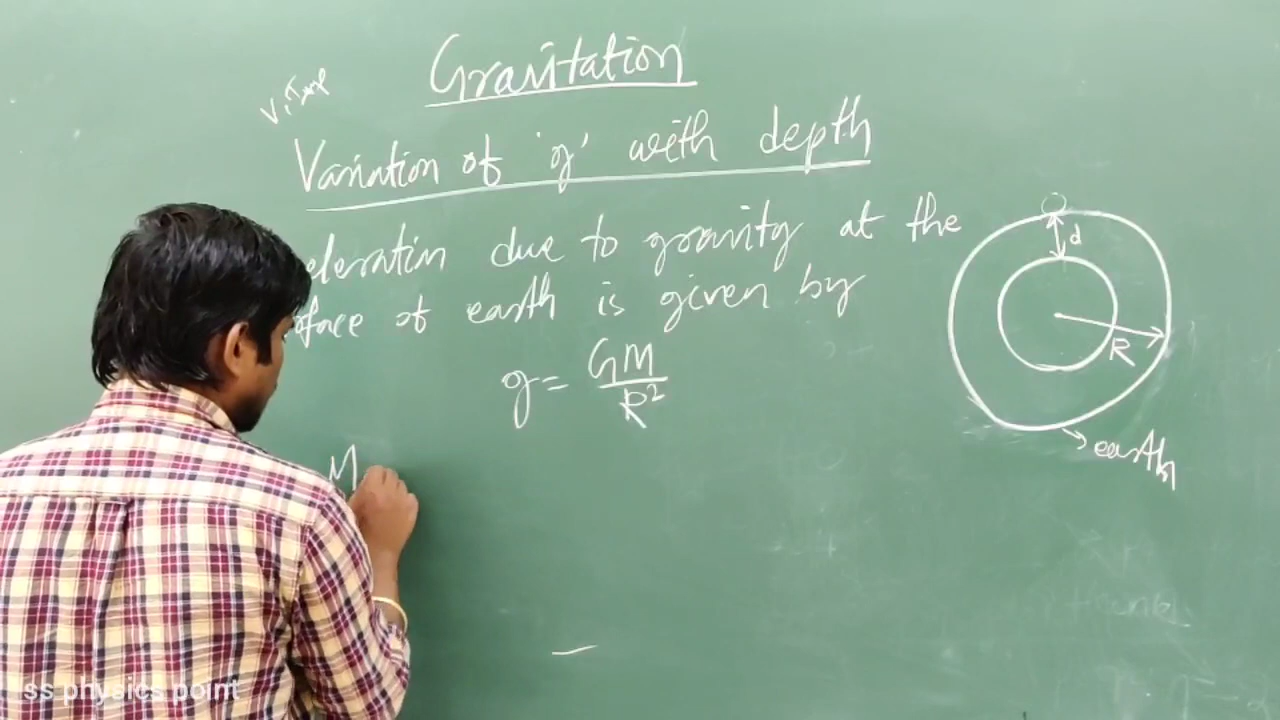 Gravitation
Variation of 'g' with depth
eleration due to gravity at the
face of earth is given by
g = GM/R²
M
d
R
→ earth
ss physics point